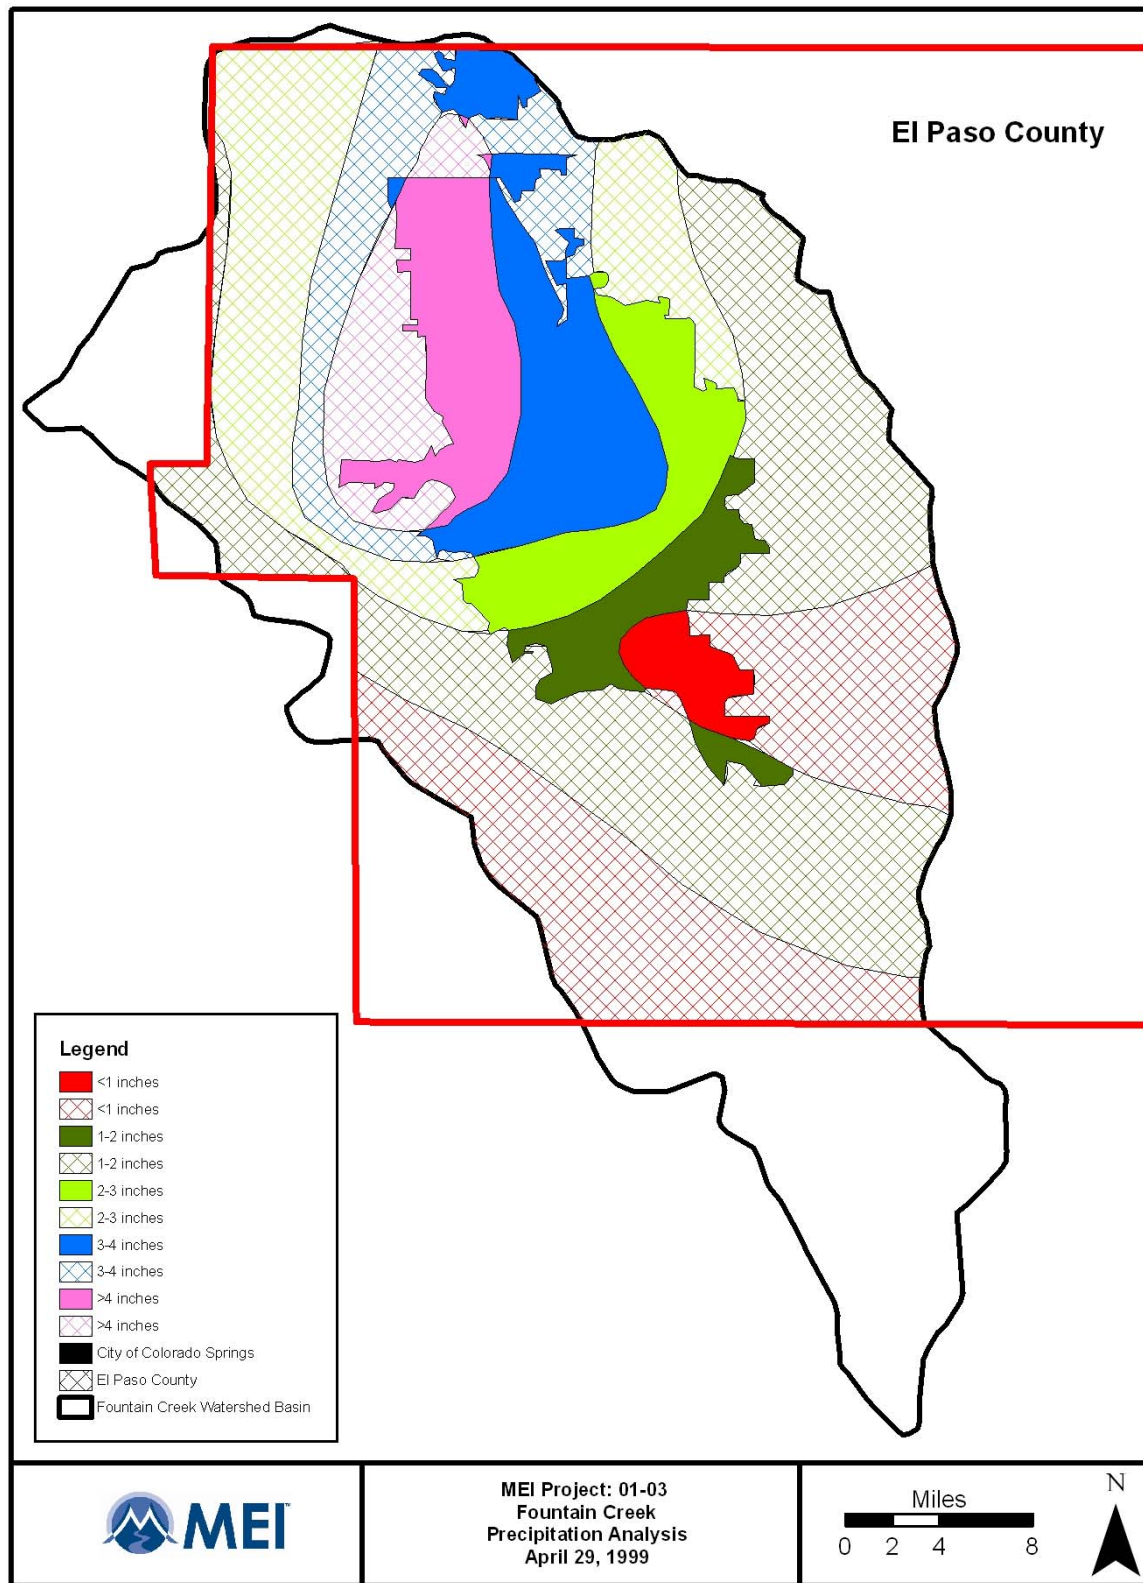 El Paso County
Legend
<1 inches
<1 inches
1-2 inches
1-2 inches
2-3 inches
2-3 inches
3-4 inches
3-4 inches
>4 inches
>4 inches
City of Colorado Springs
El Paso County
Fountain Creek Watershed Basin
MEI™
MEI Project: 01-03
Fountain Creek
Precipitation Analysis
April 29, 1999
Miles
0 2 4 8
N